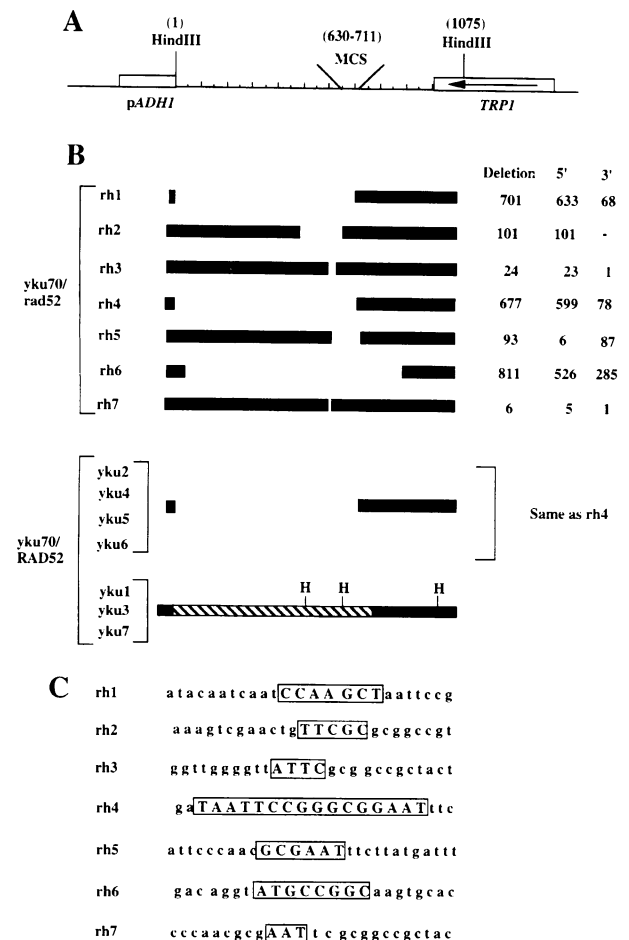 A
(1)
HindIII
(630-711)
MCS
(1075)
HindIII
pADH1
TRP1
B
Deletion 5' 3'
yku70/
rad52
rh1 701 633 68
rh2 101 101 -
rh3 24 23 1
rh4 677 599 78
rh5 93 6 87
rh6 811 526 285
rh7 6 5 1
yku70/
RAD52
yku2
yku4
yku5
yku6
Same as rh4
yku1
yku3
yku7
H H H
C
rh1 atacaatcaatCCAAGCTaattccg
rh2 aaagtcgaactgTTCGCgcggccgt
rh3 ggttggggttATTCgcggccgctact
rh4 gaTAATTCCGGGCGGAATttc
rh5 attcccaacGCGAATttcttatgattt
rh6 gacaggtATGCCGGCaagtgcac
rh7 cccaacgcgAATtcgcggccgctac